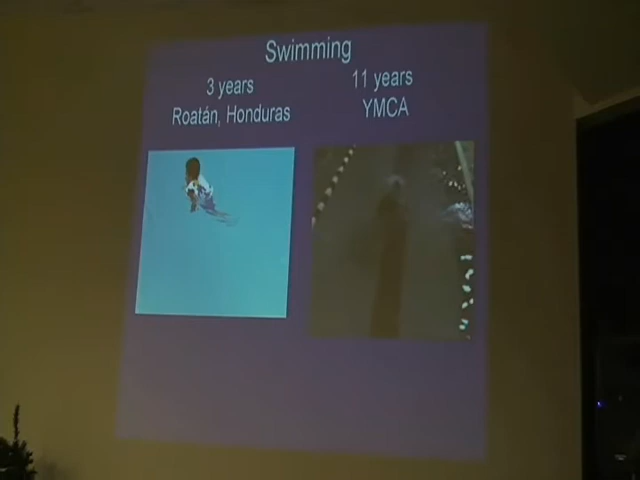 Swimming
3 years
Roatán, Honduras
11 years
YMCA